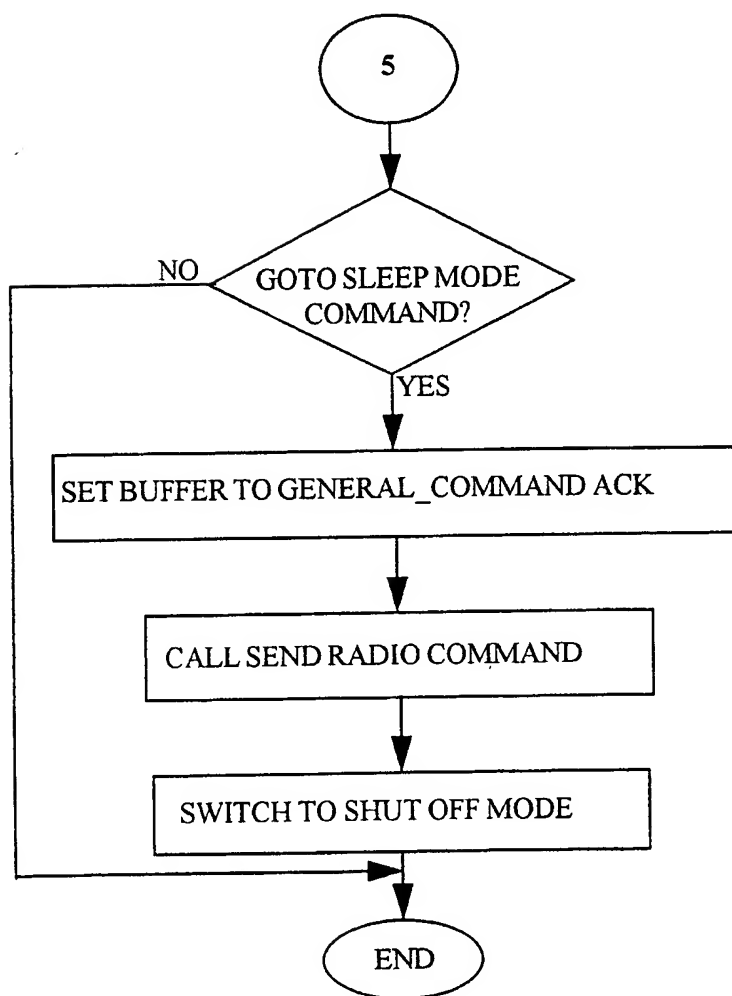 5
GOTO SLEEP MODE
COMMAND?
NO
YES
SET BUFFER TO GENERAL_COMMAND ACK
CALL SEND RADIO COMMAND
SWITCH TO SHUT OFF MODE
END